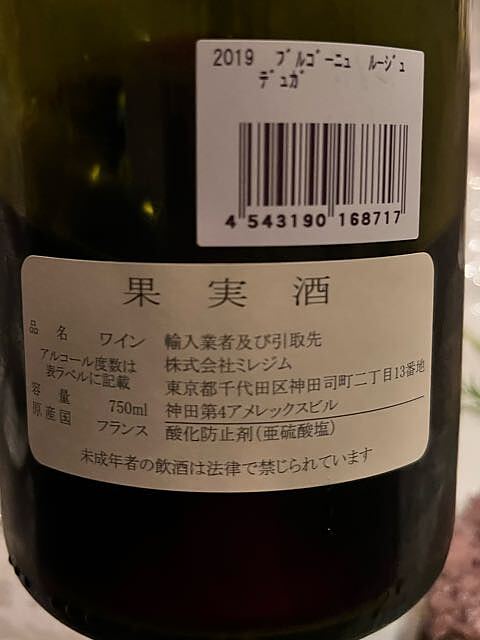 2019 ﾌﾞﾙｺﾞｰﾆｭ ﾙｰｼﾞｭ
ﾃﾞｭｶﾞ
4 543190 168717
果実酒
品名 ワイン
アルコール度数は
表ラベルに記載
容量 750ml
原産国 フランス
輸入業者及び引取先
株式会社ミレジム
東京都千代田区神田司町二丁目13番地
神田第4アメレックスビル
酸化防止剤(亜硫酸塩)
未成年者の飲酒は法律で禁じられています